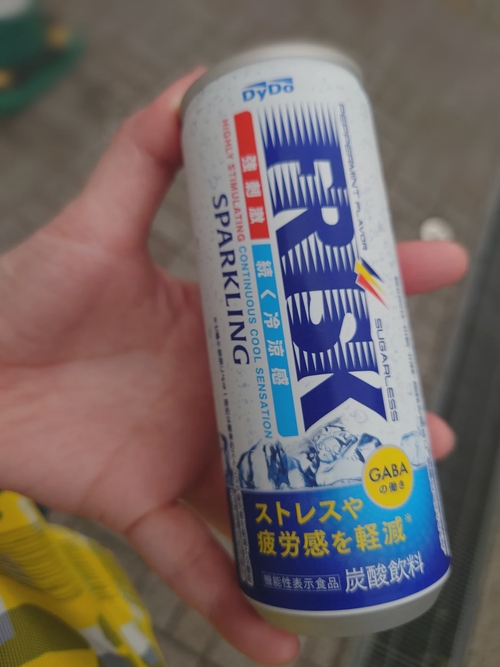 DyDo
PEPPERMINT FLAVOR
FRISK
SUGARLESS
強刺激
HIGHLY STIMULATING
続く冷涼感
CONTINUOUS COOL SENSATION
SPARKLING
GABA
の働き
ストレスや
疲労感を軽減※
機能性表示食品 炭酸飲料